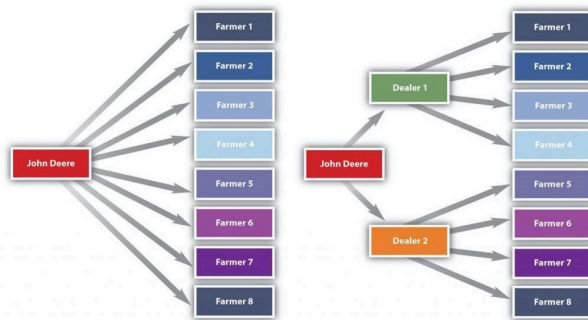 Farmer 1
Farmer 2
Farmer 3
Farmer 4
John Deere
Farmer 5
Farmer 6
Farmer 7
Farmer 8
Farmer 1
Farmer 2
Dealer 1
Farmer 3
Farmer 4
John Deere
Farmer 5
Farmer 6
Dealer 2
Farmer 7
Farmer 8